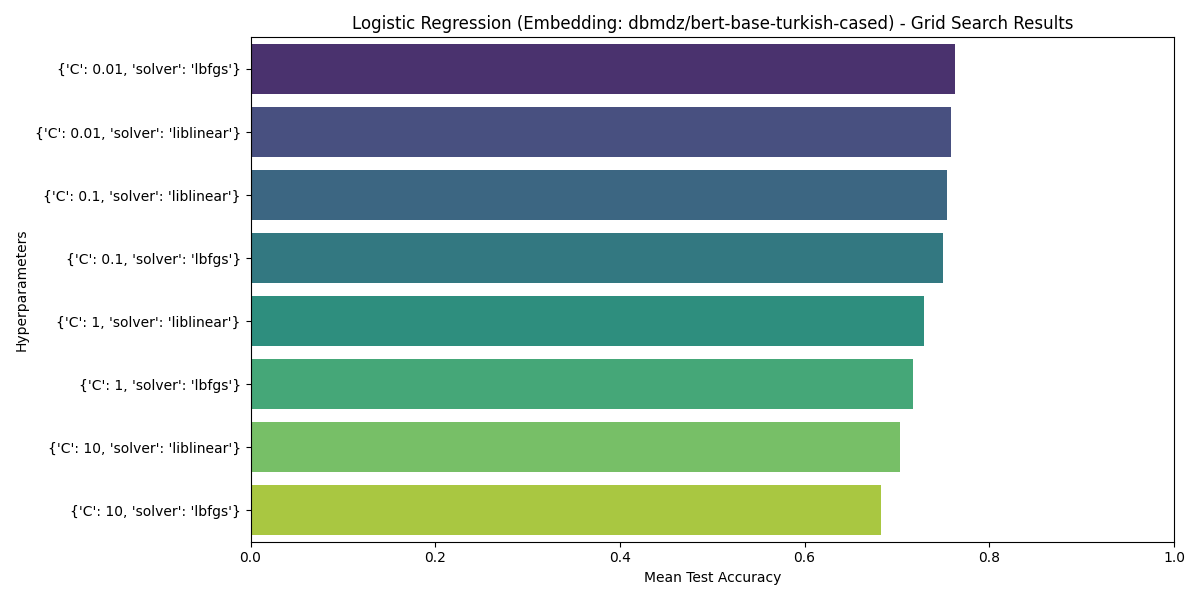 Logistic Regression (Embedding: dbmdz/bert-base-turkish-cased) - Grid Search Results
Hyperparameters
{'C': 0.01, 'solver': 'lbfgs'}
{'C': 0.01, 'solver': 'liblinear'}
{'C': 0.1, 'solver': 'liblinear'}
{'C': 0.1, 'solver': 'lbfgs'}
{'C': 1, 'solver': 'liblinear'}
{'C': 1, 'solver': 'lbfgs'}
{'C': 10, 'solver': 'liblinear'}
{'C': 10, 'solver': 'lbfgs'}
0.0 0.2 0.4 0.6 0.8 1.0
Mean Test Accuracy